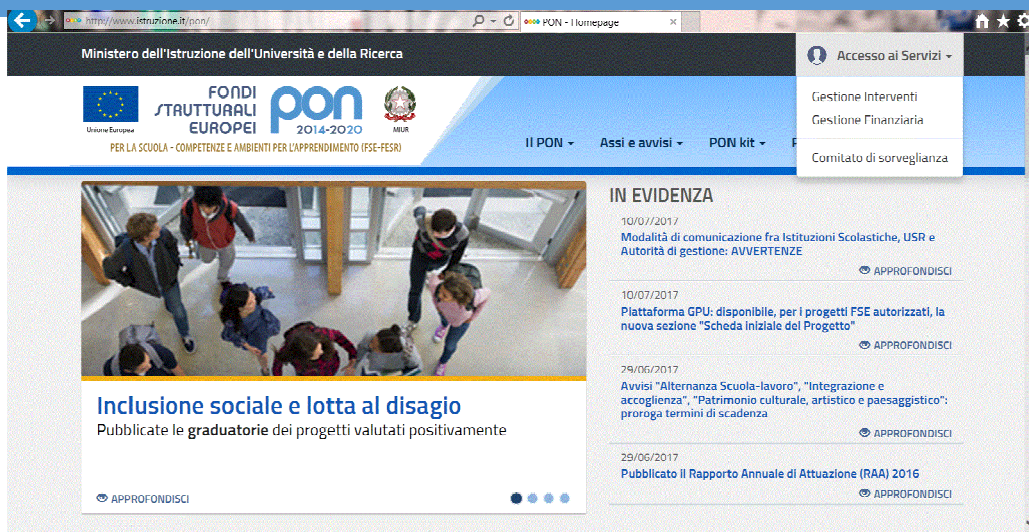 http://www.istruzione.it/pon/
PON - Homepage
Ministero dell'Istruzione dell'Università e della Ricerca
Accesso ai Servizi
Gestione Interventi
Gestione Finanziaria
Comitato di sorveglianza
Unione Europea
FONDI
STRUTTURALI
EUROPEI
pon
2014-2020
MIUR
PER LA SCUOLA - COMPETENZE E AMBIENTI PER L'APPRENDIMENTO (FSE-FESR)
Il PON
Assi e avvisi
PON kit
Inclusione sociale e lotta al disagio
Pubblicate le graduatorie dei progetti valutati positivamente
APPROFONDISCI
IN EVIDENZA
10/07/2017
Modalità di comunicazione fra Istituzioni Scolastiche, USR e
Autorità di gestione: AVVERTENZE
APPROFONDISCI
10/07/2017
Piattaforma GPU: disponibile, per i progetti FSE autorizzati, la
nuova sezione "Scheda iniziale del Progetto"
APPROFONDISCI
29/06/2017
Avvisi "Alternanza Scuola-lavoro", "Integrazione e
accoglienza", "Patrimonio culturale, artistico e paesaggistico":
proroga termini di scadenza
APPROFONDISCI
29/06/2017
Pubblicato il Rapporto Annuale di Attuazione (RAA) 2016
APPROFONDISCI